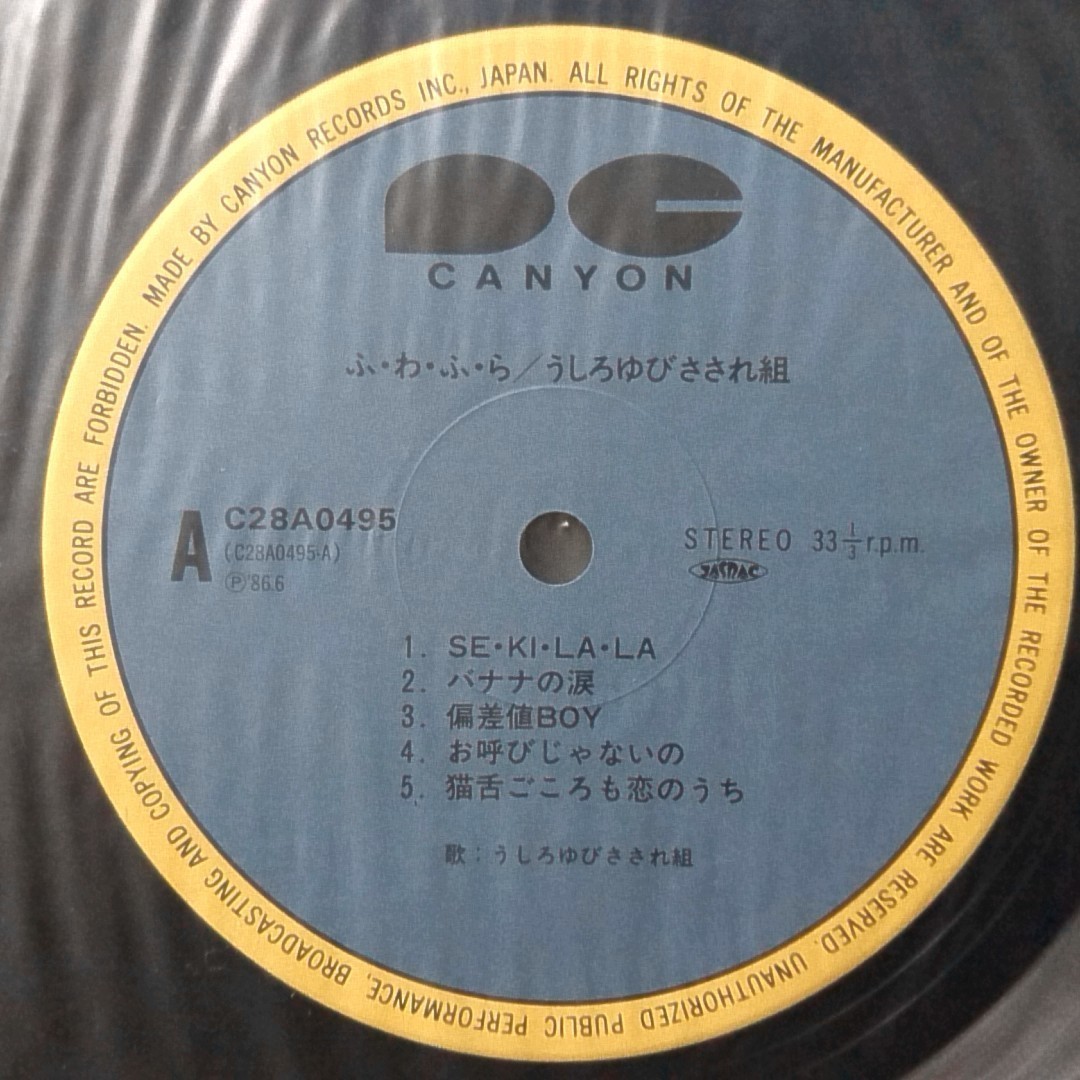 MADE BY CANYON RECORDS INC., JAPAN. ALL RIGHTS OF THE MANUFACTURER AND OF THE OWNER OF THE RECORDED WORK ARE RESERVED. UNAUTHORIZED PUBLIC PERFORMANCE, BROADCASTING AND COPYING OF THIS RECORD ARE FORBIDDEN.
CANYON
ふ・わ・ふ・ら/うしろゆびさされ組
A C28A0495
(C28A0495-A)
Ⓟ'86.6
STEREO 33⅓r.p.m.
JASRAC
1. SE・KI・LA・LA
2. バナナの涙
3. 偏差値BOY
4. お呼びじゃないの
5. 猫舌ごころも恋のうち
歌:うしろゆびさされ組